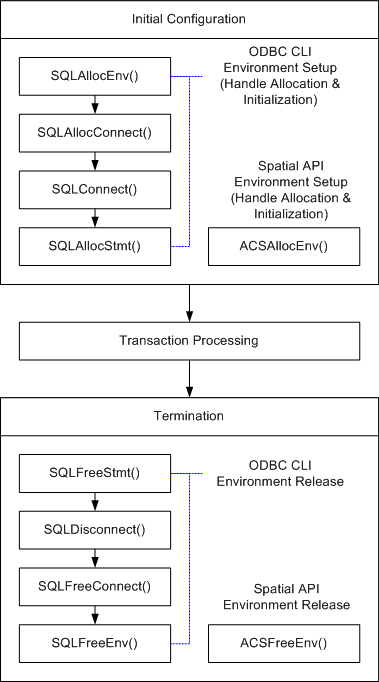 Initial Configuration
SQLAllocEnv()
ODBC CLI
Environment Setup
(Handle Allocation &
Initialization)
SQLAllocConnect()
SQLConnect()
Spatial API
Environment Setup
(Handle Allocation &
Initialization)
SQLAllocStmt()
ACSAllocEnv()
Transaction Processing
Termination
SQLFreeStmt()
ODBC CLI
Environment Release
SQLDisconnect()
SQLFreeConnect()
Spatial API
Environment Release
SQLFreeEnv()
ACSFreeEnv()